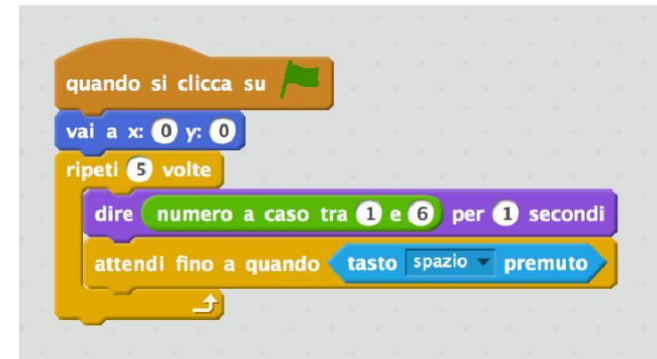 quando si clicca su
vai a x: 0 y: 0
ripeti 5 volte
dire numero a caso tra 1 e 6 per 1 secondi
attendi fino a quando tasto spazio premuto